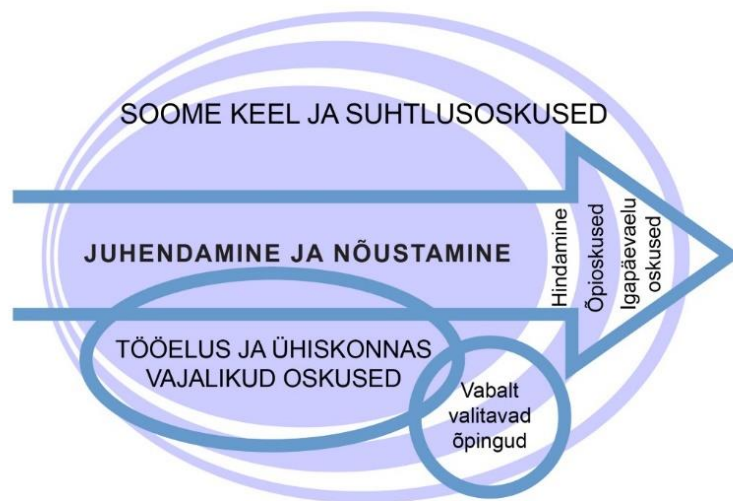 SOOME KEEL JA SUHTLUSOSKUSED
JUHENDAMINE JA NÕUSTAMINE
Hindamine
Õpioskused
Igapäevaelu
oskused
TÖÖELUS JA ÜHISKONNAS
VAJALIKUD OSKUSED
Vabalt
valitavad
õpingud